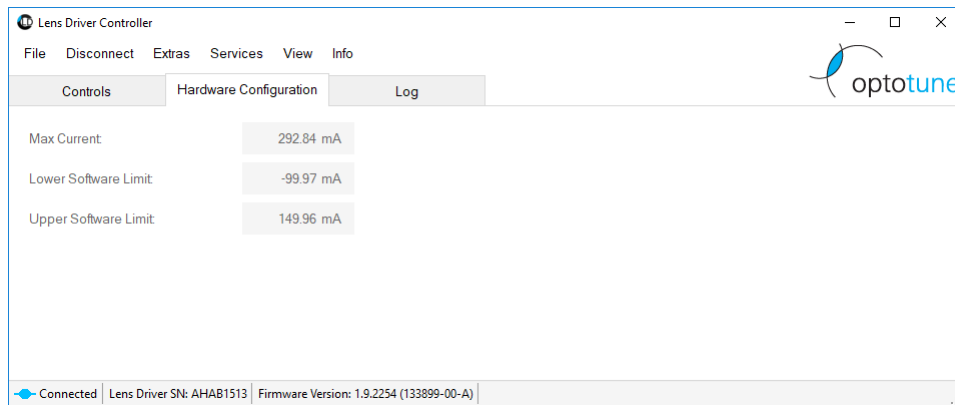 Lens Driver Controller
File Disconnect Extras Services View Info
optotune
Controls Hardware Configuration Log
Max Current: 292.84 mA
Lower Software Limit: -99.97 mA
Upper Software Limit: 149.96 mA
Connected Lens Driver SN: AHAB1513 Firmware Version: 1.9.2254 (133899-00-A)